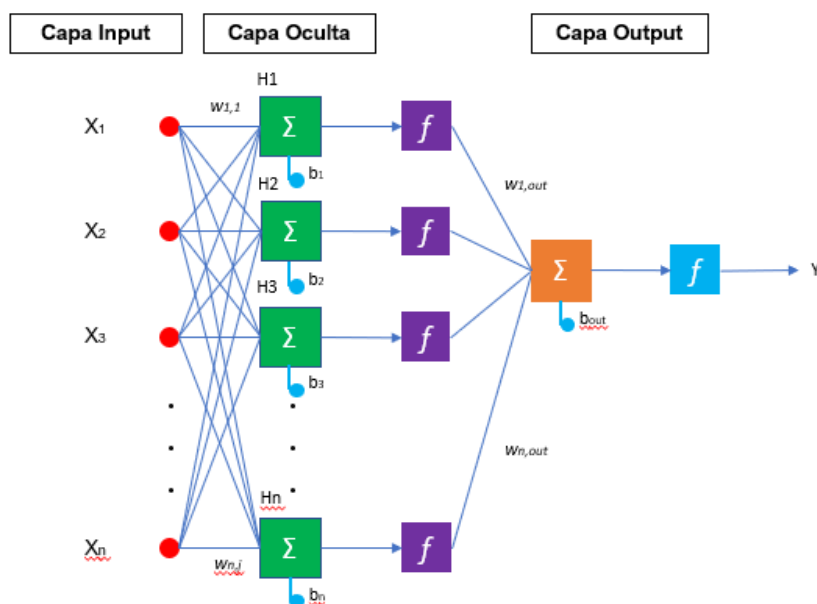 Capa Input
Capa Oculta
Capa Output
H1
W1,1
X1
Σ
f
b1
H2
W1,out
X2
Σ
f
Σ
f
Y
b2
H3
bout
X3
Σ
f
b3
Wn,out
Hn
Xn
Σ
f
Wn,j
bn